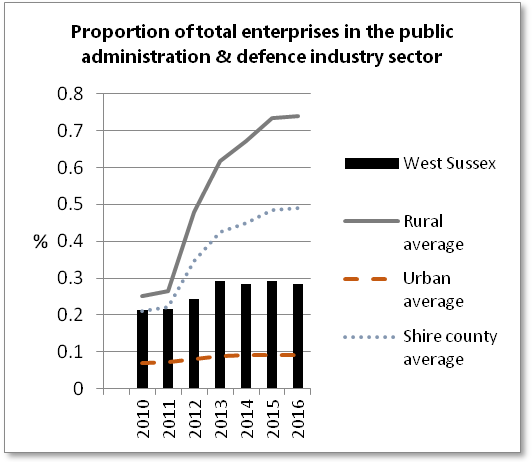 Proportion of total enterprises in the public
administration & defence industry sector
0.8
0.7
0.6
0.5
0.4
0.3
0.2
0.1
0
%
2010
2011
2012
2013
2014
2015
2016
West Sussex
Rural
average
Urban
average
Shire county
average